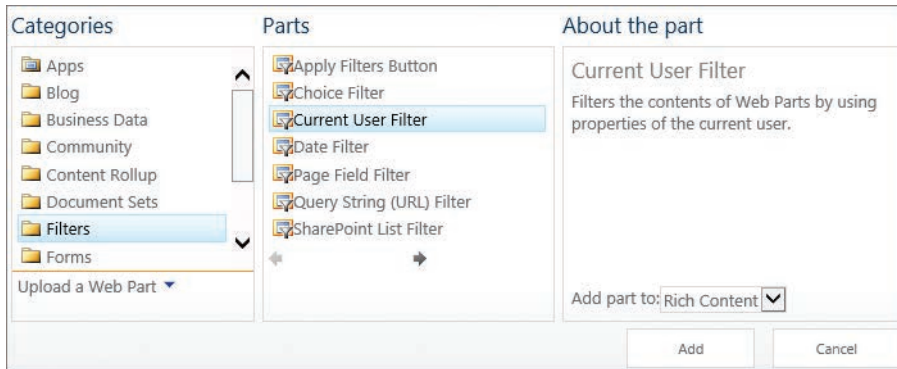 Categories
Apps
Blog
Business Data
Community
Content Rollup
Document Sets
Filters
Forms
Upload a Web Part
Parts
Apply Filters Button
Choice Filter
Current User Filter
Date Filter
Page Field Filter
Query String (URL) Filter
SharePoint List Filter
About the part
Current User Filter
Filters the contents of Web Parts by using
properties of the current user.
Add part to: Rich Content
Add
Cancel